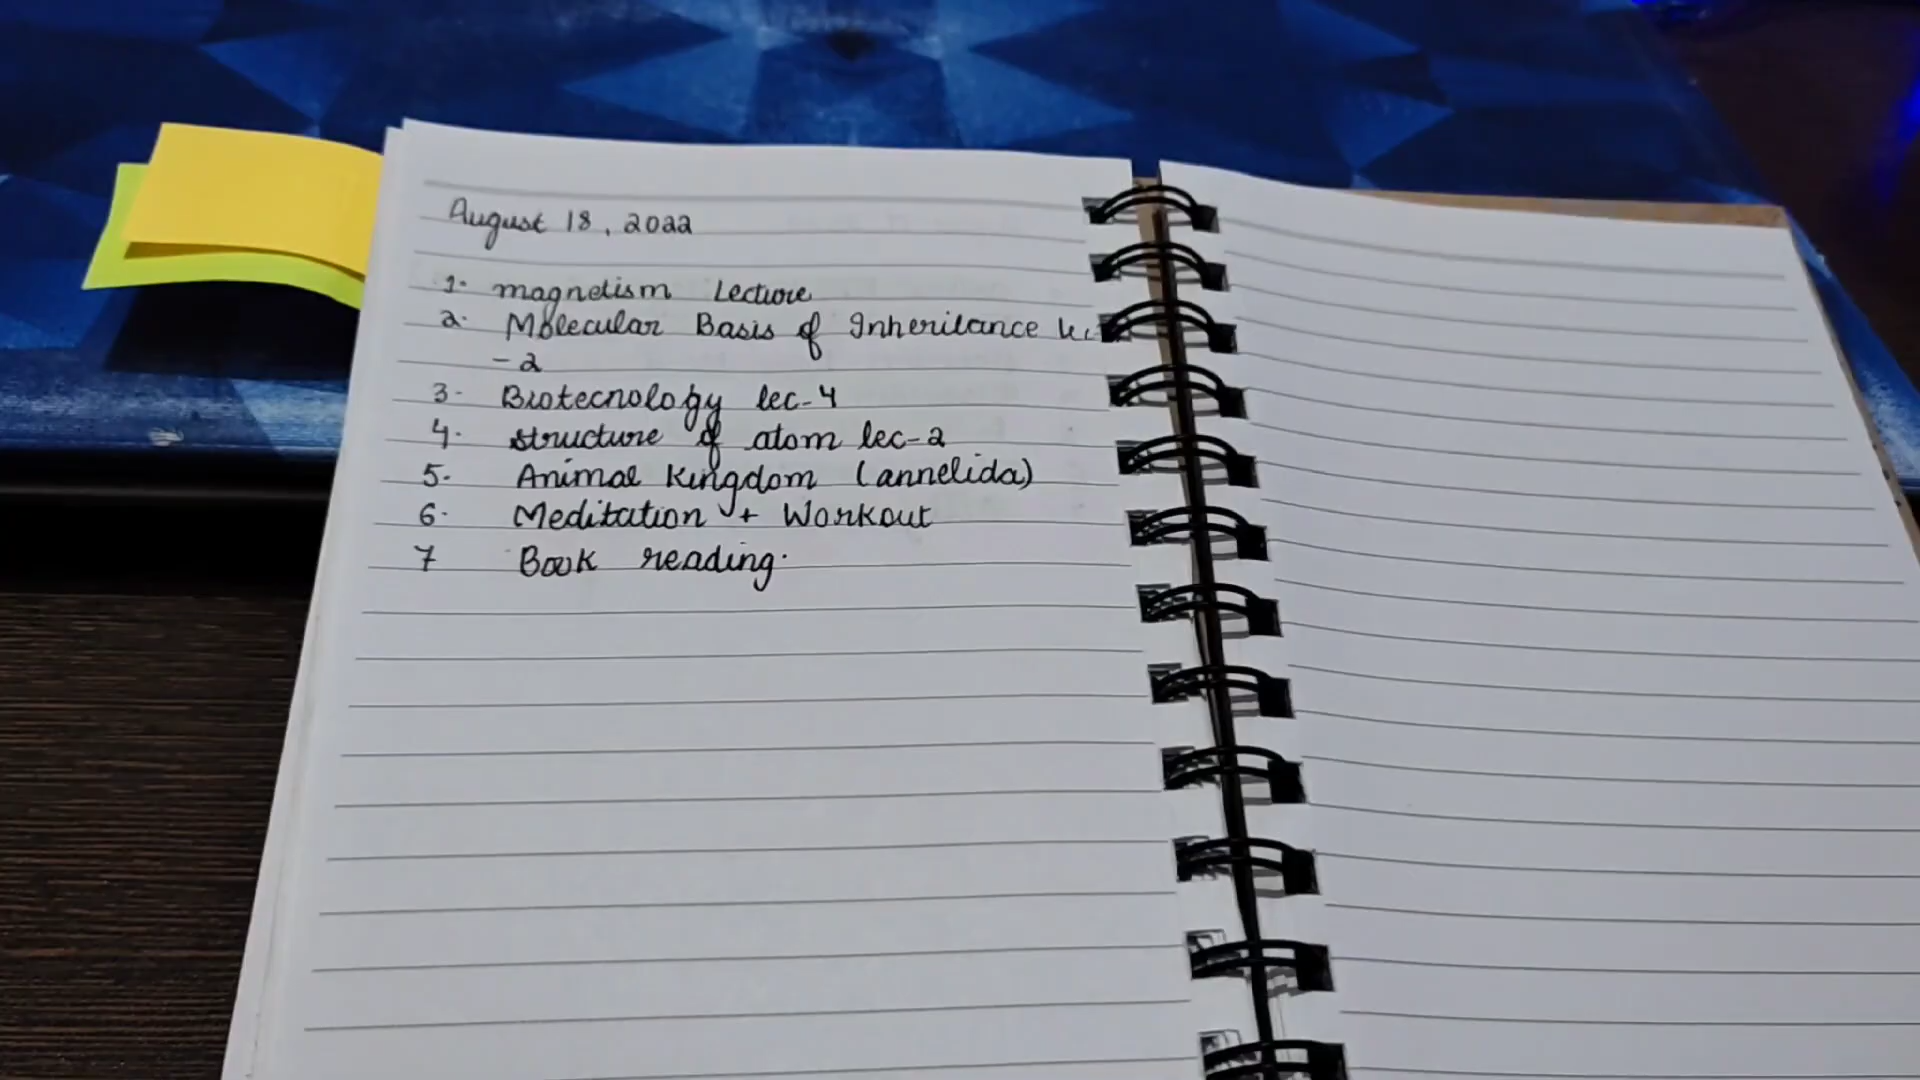 August 18, 2022
1. magnetism Lecture
2. Molecular Basis of Inheritance lec
-2
3. Biotecnology lec-4
4. structure of atom lec-2
5. Animal Kingdom (annelida)
6. Meditation + Workout
7 Book reading.